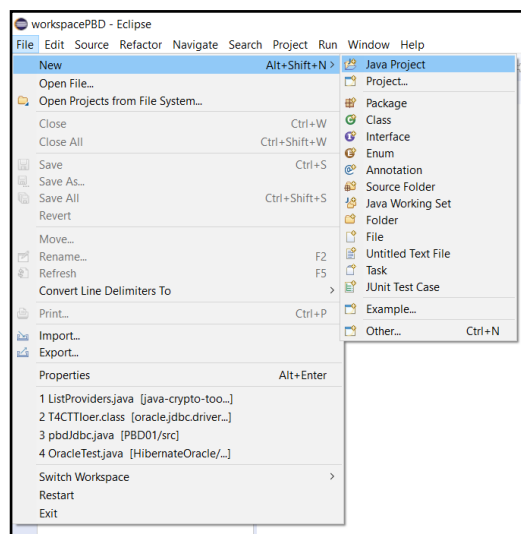 workspacePBD - Eclipse
File Edit Source Refactor Navigate Search Project Run Window Help
New Alt+Shift+N >
Open File...
Open Projects from File System...
Close Ctrl+W
Close All Ctrl+Shift+W
Save Ctrl+S
Save As...
Save All Ctrl+Shift+S
Revert
Move...
Rename... F2
Refresh F5
Convert Line Delimiters To >
Print... Ctrl+P
Import...
Export...
Properties Alt+Enter
1 ListProviders.java [java-crypto-too...]
2 T4CTTIoer.class [oracle.jdbc.driver...]
3 pbdJdbc.java [PBD01/src]
4 OracleTest.java [HibernateOracle/...]
Switch Workspace >
Restart
Exit
Java Project
Project...
Package
Class
Interface
Enum
Annotation
Source Folder
Java Working Set
Folder
File
Untitled Text File
Task
JUnit Test Case
Example...
Other... Ctrl+N